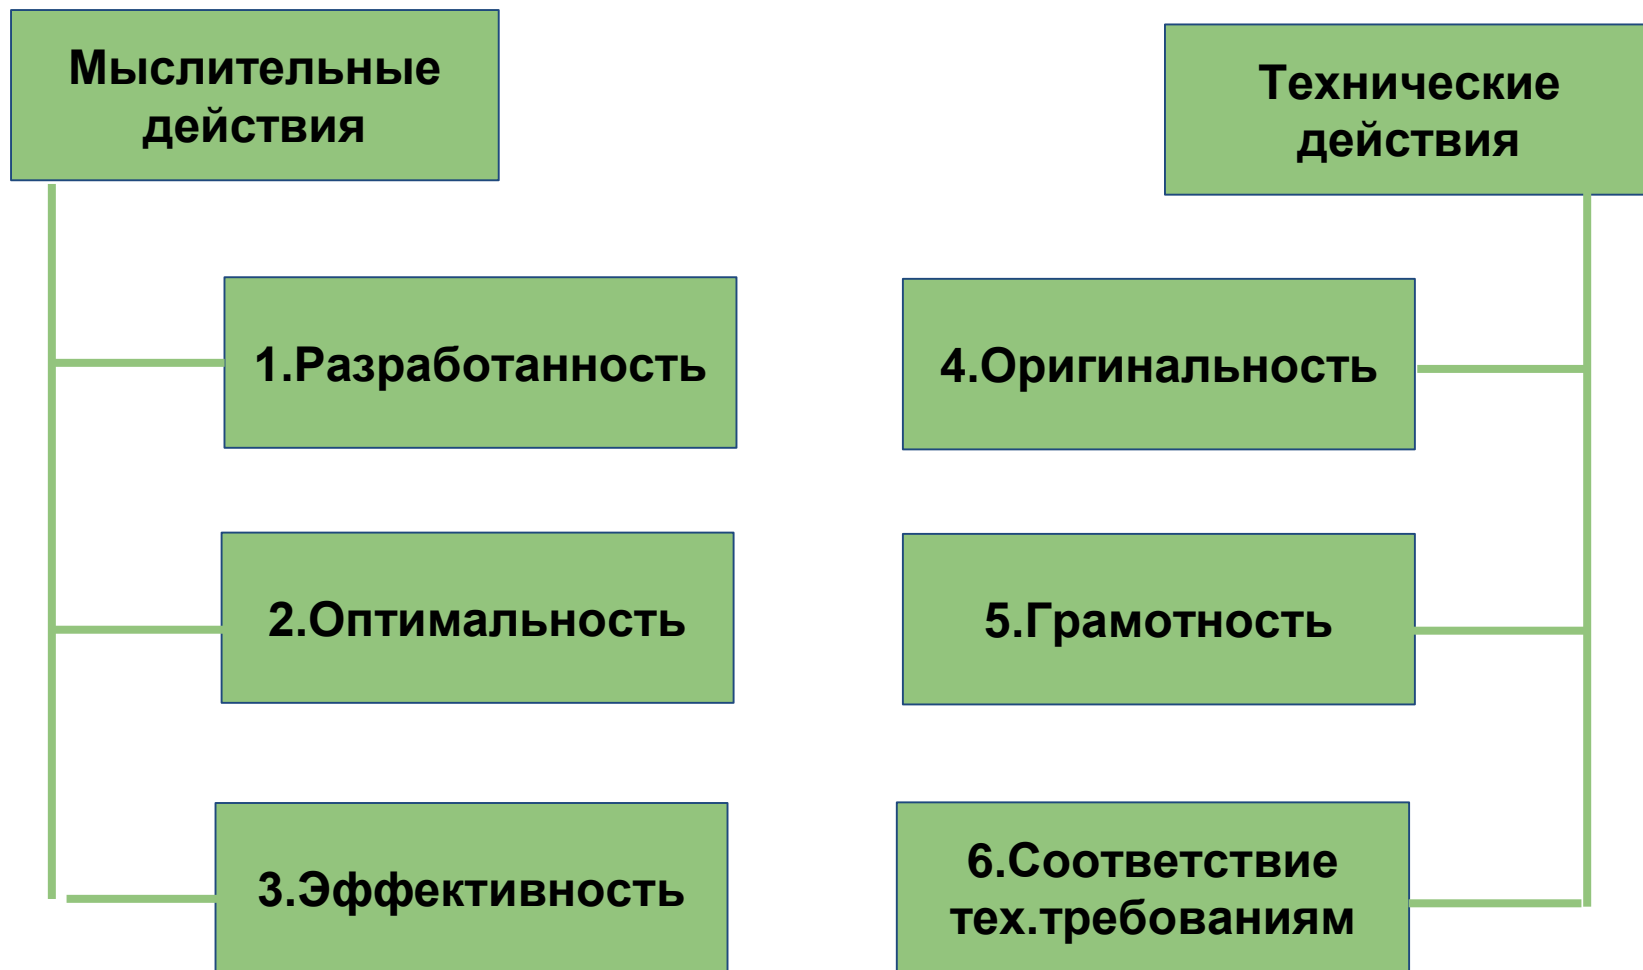 Мыслительные
действия
Технические
действия
1.Разработанность
4.Оригинальность
2.Оптимальность
5.Грамотность
3.Эффективность
6.Соответствие
тех.требованиям